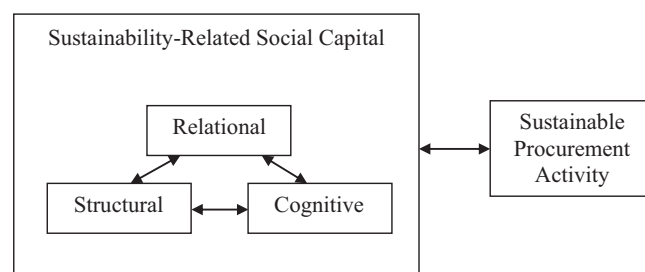 Sustainability-Related Social Capital
Relational
Structural
Cognitive
Sustainable
Procurement
Activity